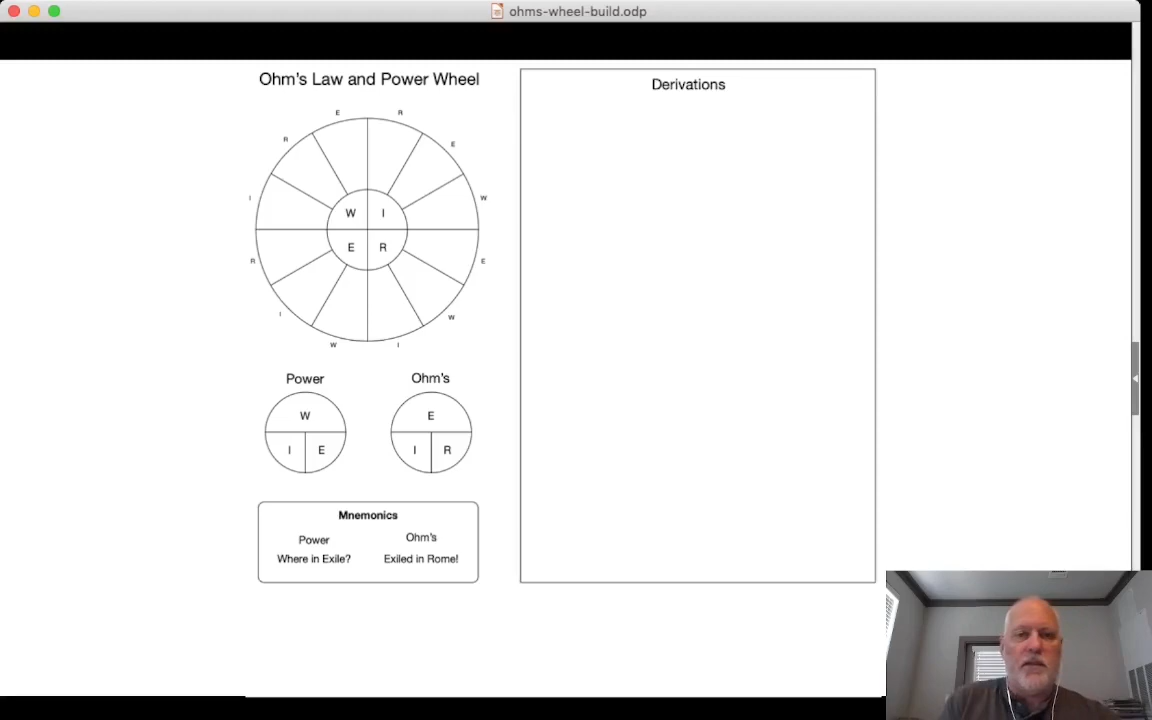 ohms-wheel-build.odp
Ohm's Law and Power Wheel
E R
R E
I W
W I
E R
R E
I W
W I
Power Ohm's
W E
I E I R
Mnemonics
Power Ohm's
Where in Exile? Exiled in Rome!
Derivations